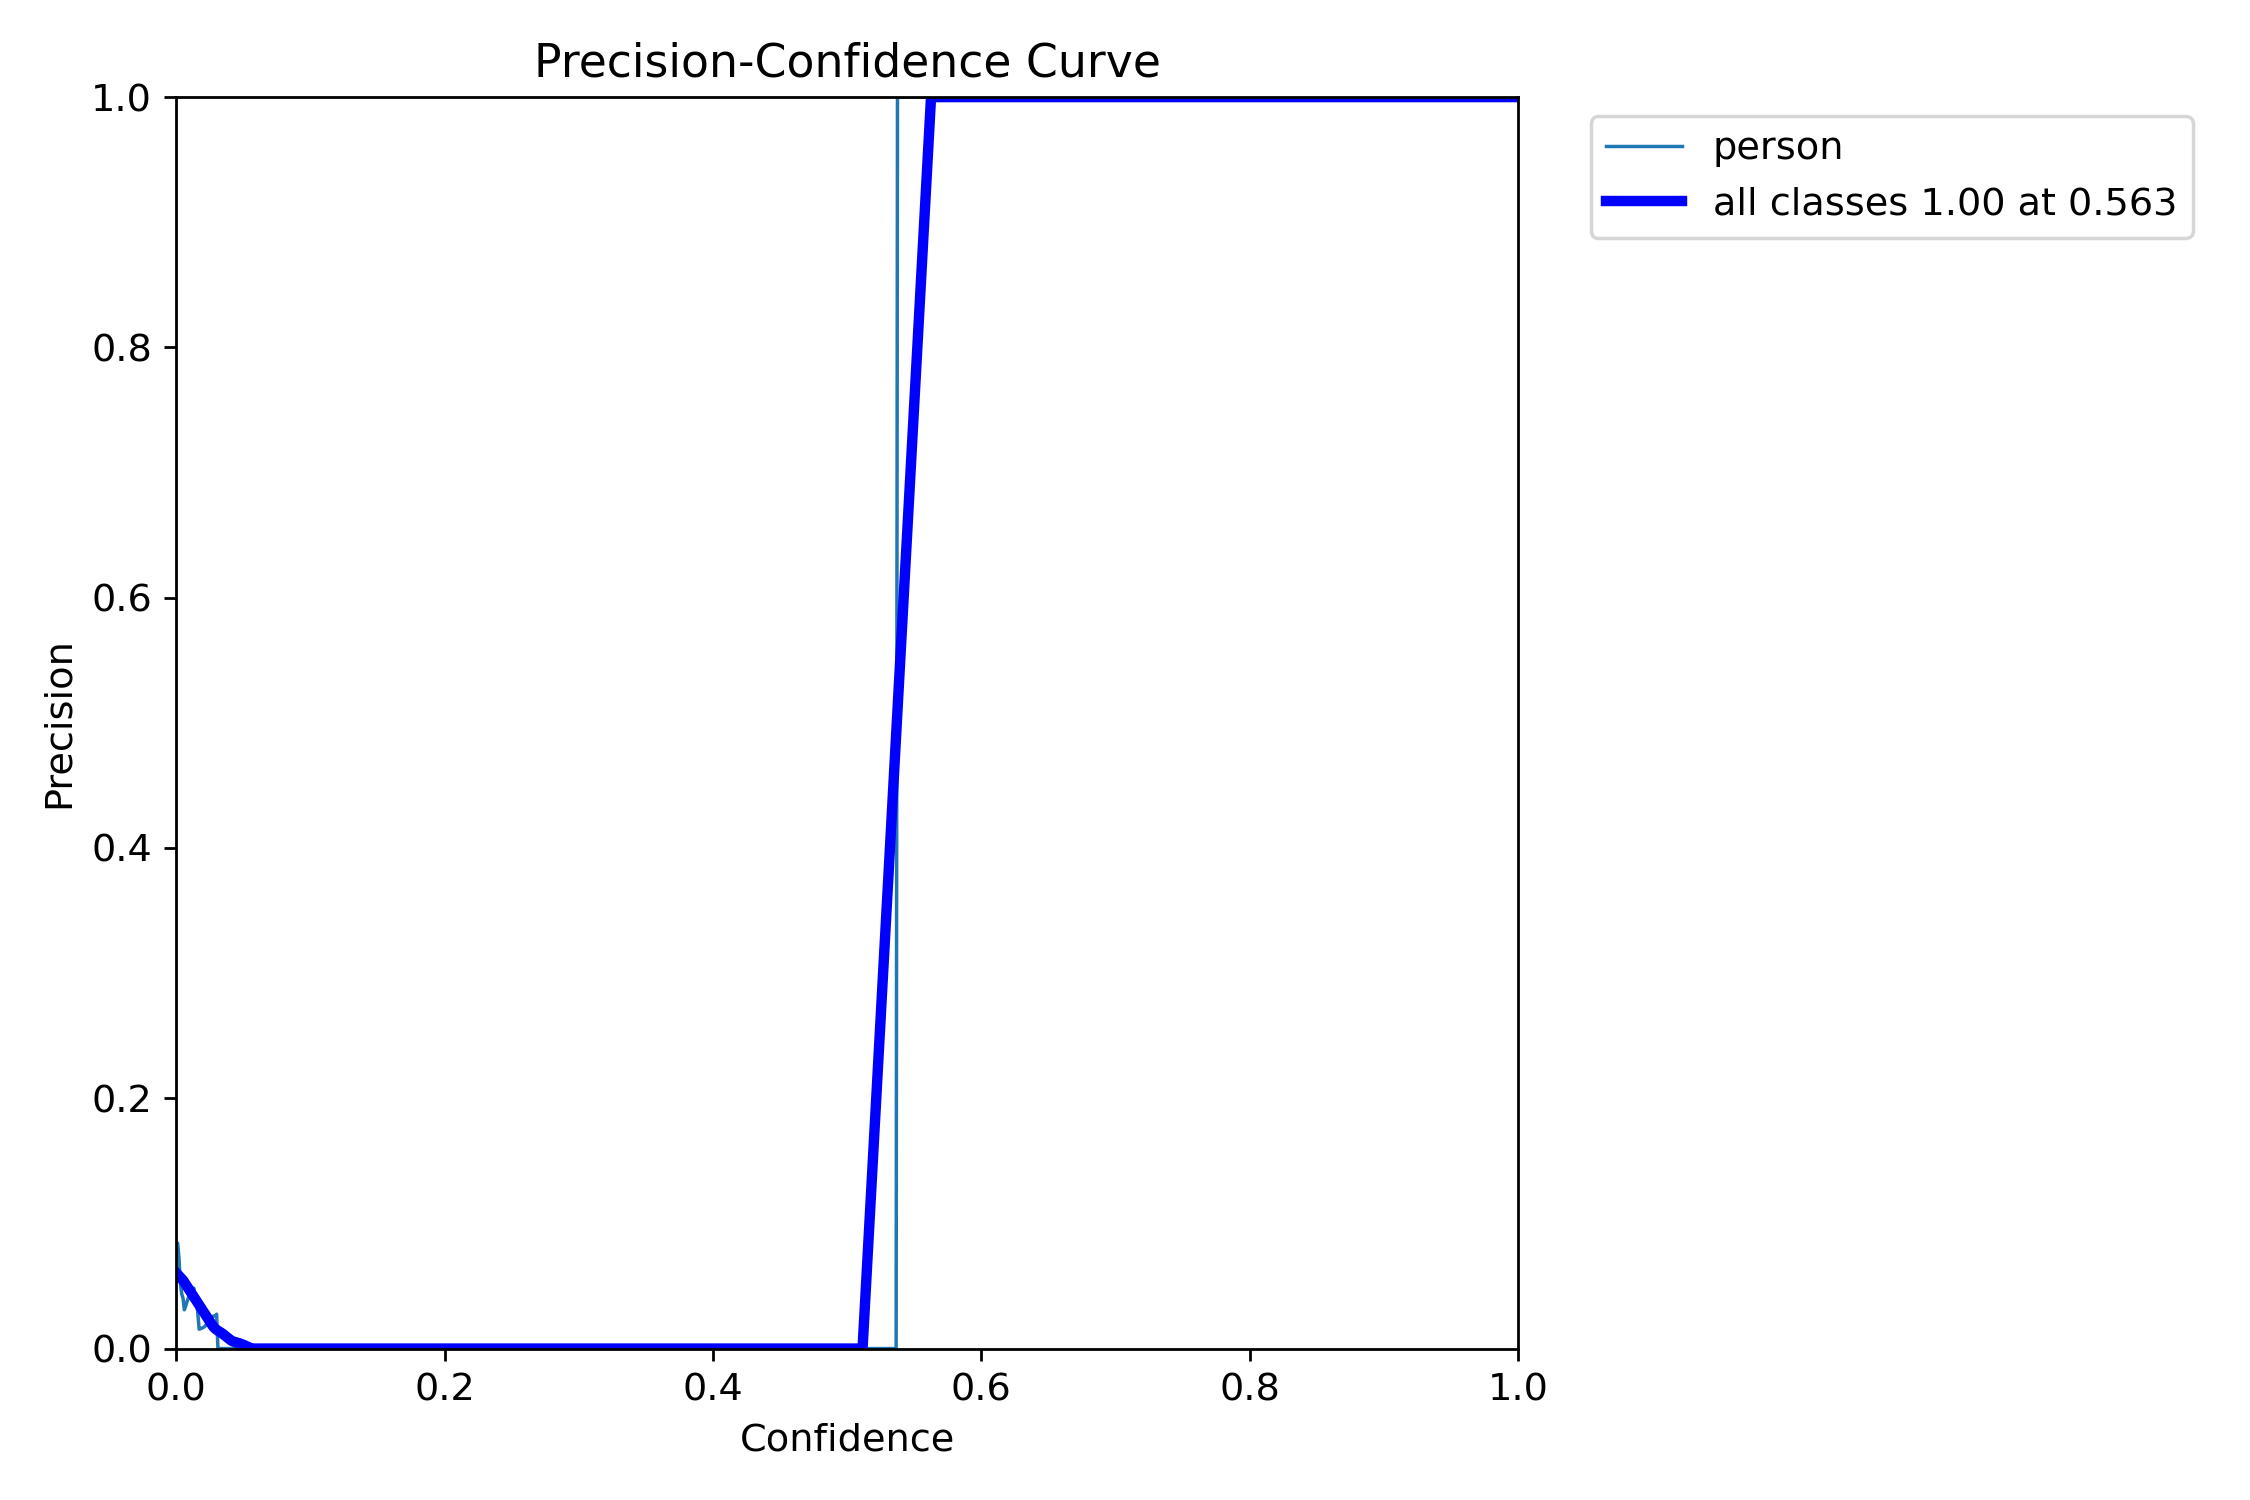 Precision-Confidence Curve
1.0
0.8
0.6
0.4
0.2
0.0
Precision
0.0 0.2 0.4 0.6 0.8 1.0
Confidence
person
all classes 1.00 at 0.563